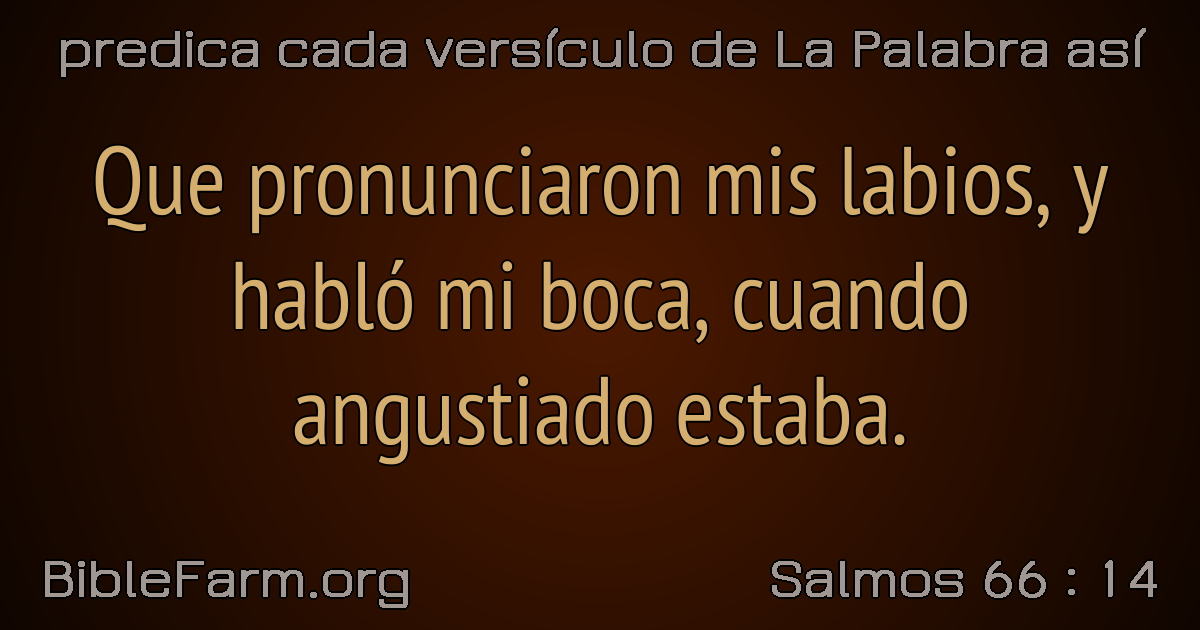 predica cada versículo de La Palabra así
Que pronunciaron mis labios, y
habló mi boca, cuando
angustiado estaba.
BibleFarm.org
Salmos 66 : 14